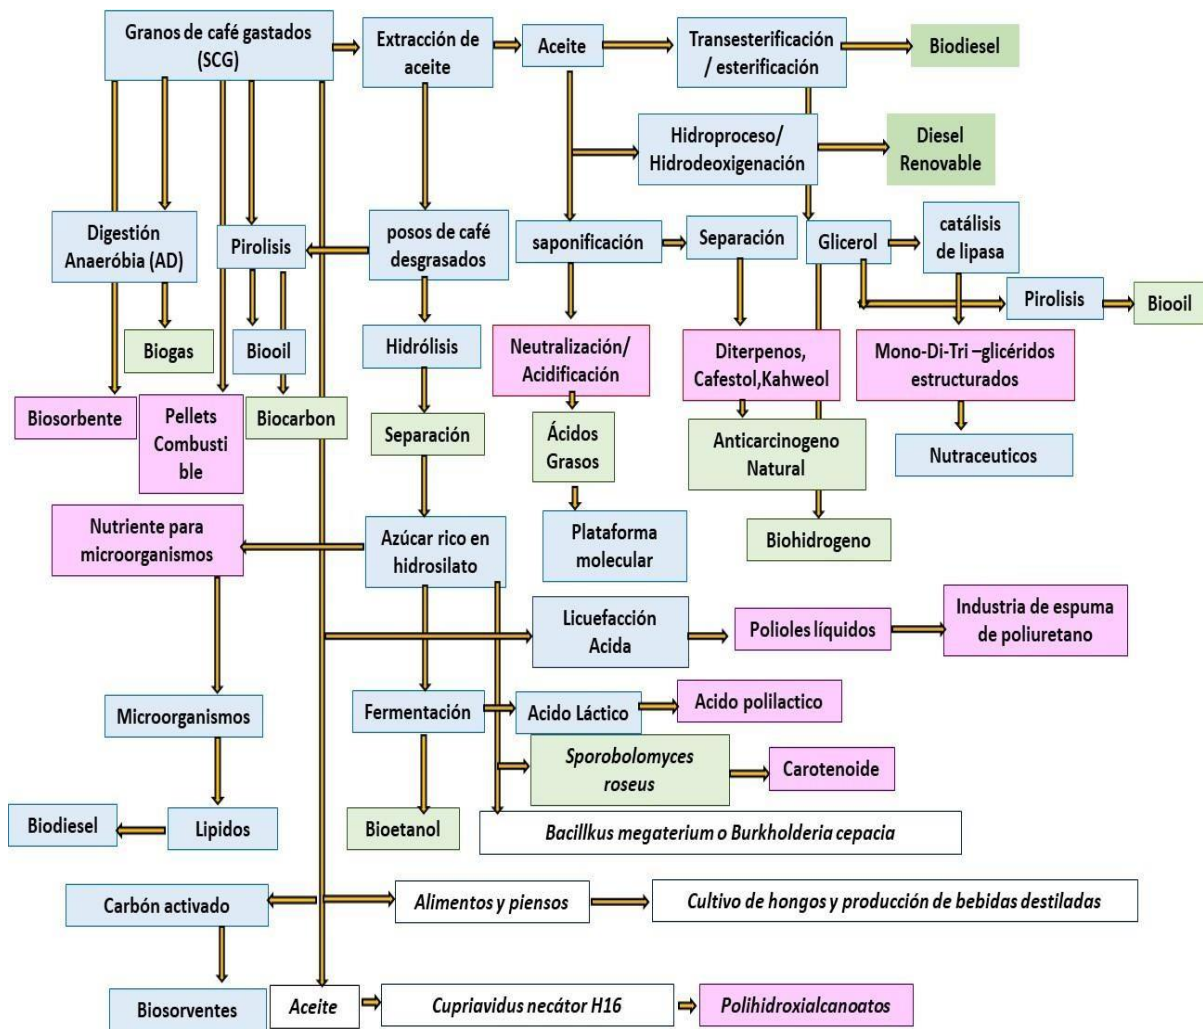 Granos de café gastados
(SCG)
Extracción de
aceite
Aceite
Transesterificación
/ esterificación
Biodiesel
Hidroproceso/
Hidrodeoxigenación
Diesel
Renovable
Digestión
Anaeróbia (AD)
Pirolisis
posos de café
desgrasados
saponificación
Separación
Glicerol
catálisis
de lipasa
Pirolisis
Biooil
Biogas
Biooil
Hidrólisis
Neutralización/
Acidificación
Diterpenos,
Cafestol,Kahweol
Mono-Di-Tri –glicéridos
estructurados
Biosorbente
Pellets
Combusti
ble
Biocarbon
Separación
Ácidos
Grasos
Anticarcinogeno
Natural
Nutraceuticos
Nutriente para
microorganismos
Azúcar rico en
hidrosilato
Plataforma
molecular
Biohidrogeno
Licuefacción
Acida
Polioles líquidos
Industria de espuma
de poliuretano
Microorganismos
Fermentación
Acido Láctico
Acido polilactico
Sporobolomyces
roseus
Carotenoide
Biodiesel
Lipidos
Bioetanol
Bacillkus megaterium o Burkholderia cepacia
Carbón activado
Alimentos y piensos
Cultivo de hongos y producción de bebidas destiladas
Biosorventes
Aceite
Cupriavidus necátor H16
Polihidroxialcanoatos